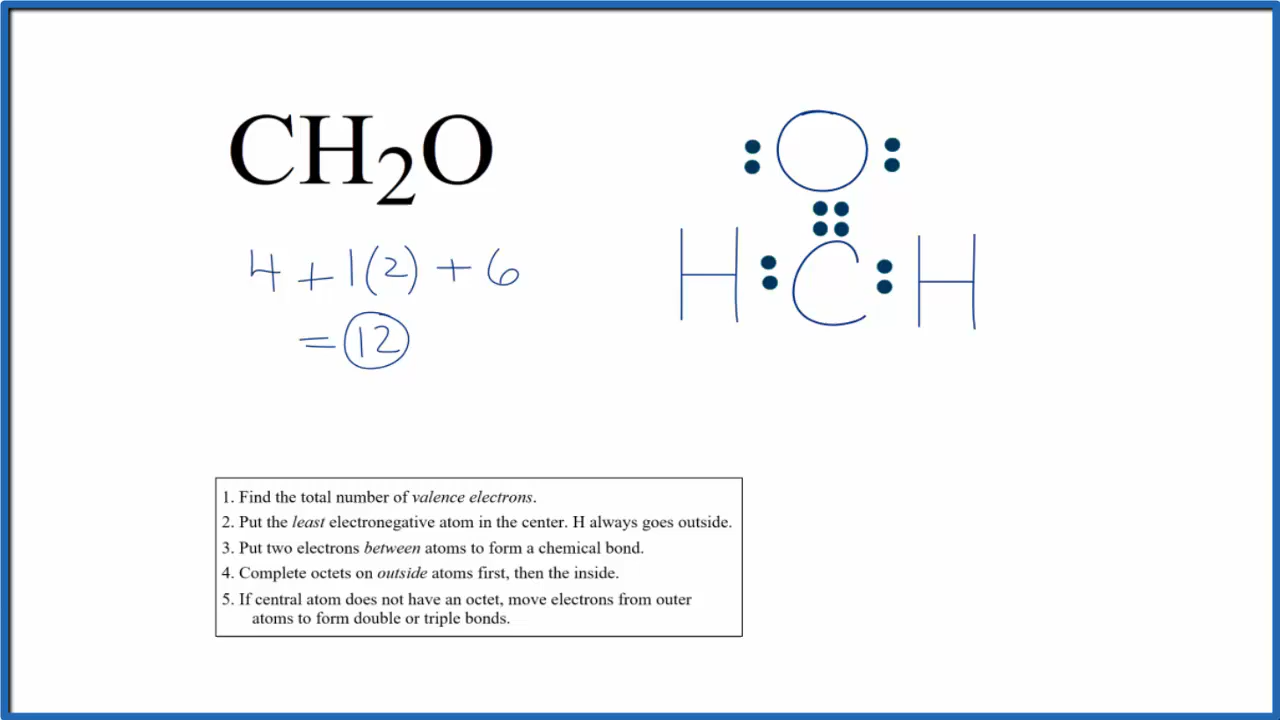 CH₂O
4 + 1(2) + 6
= 12
O
H C H
1. Find the total number of valence electrons.
2. Put the least electronegative atom in the center. H always goes outside.
3. Put two electrons between atoms to form a chemical bond.
4. Complete octets on outside atoms first, then the inside.
5. If central atom does not have an octet, move electrons from outer
atoms to form double or triple bonds.